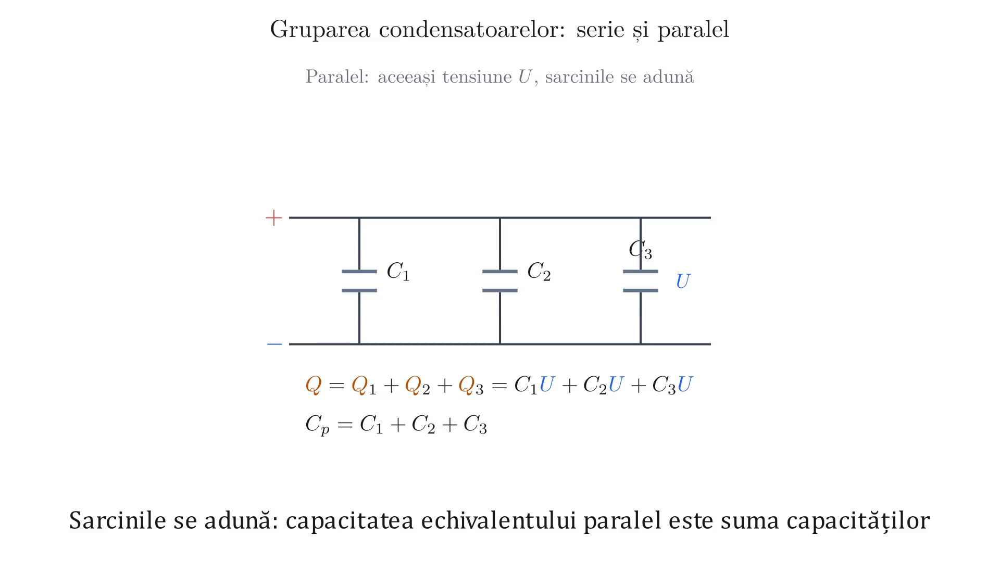 Gruparea condensatoarelor: serie și paralel
Paralel: aceeași tensiune U, sarcinile se adună
+
C₁
C₂
C₃
U
−
Q = Q₁ + Q₂ + Q₃ = C₁U + C₂U + C₃U
Cₚ = C₁ + C₂ + C₃
Sarcinile se adună: capacitatea echivalentului paralel este suma capacităților